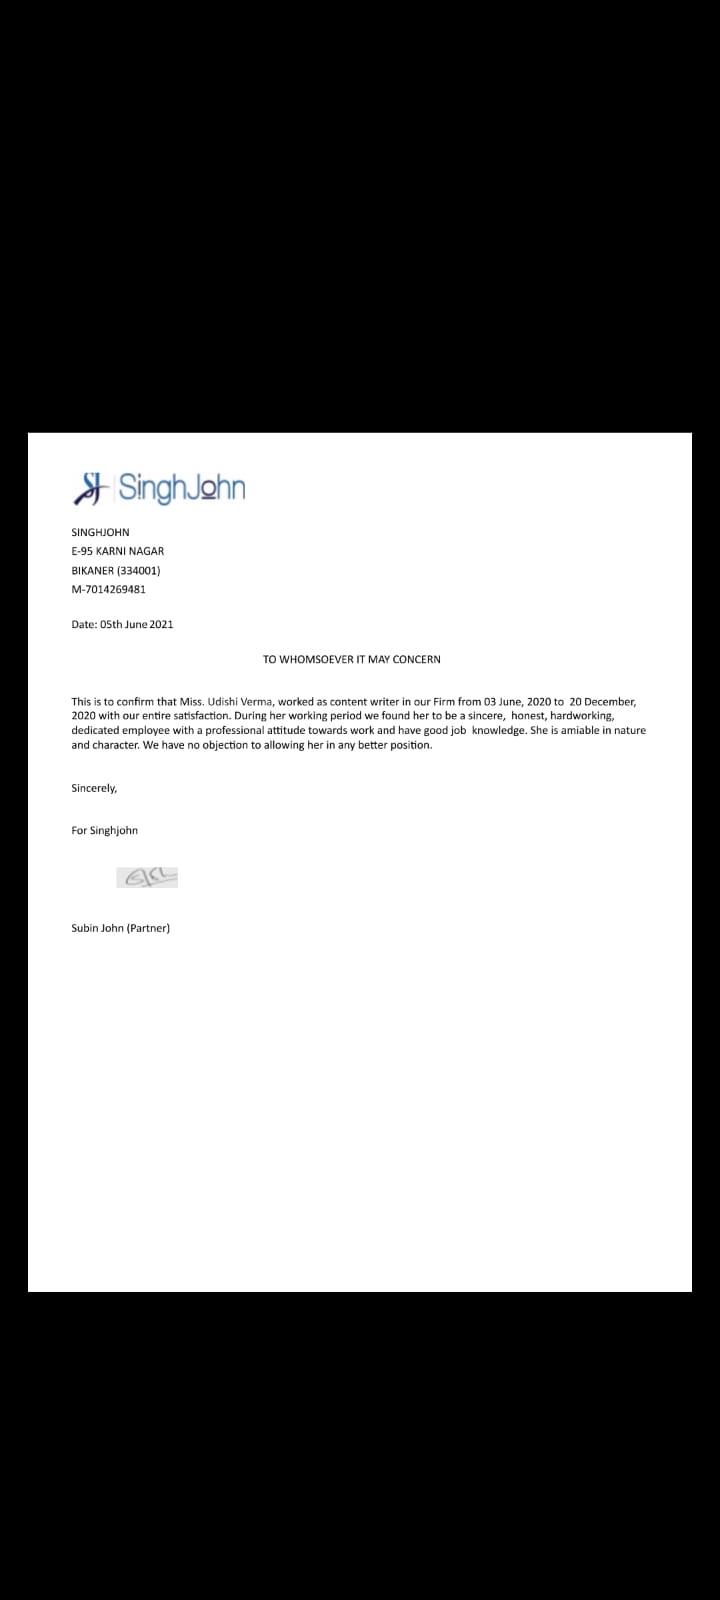 SinghJohn
SINGHJOHN
E-95 KARNI NAGAR
BIKANER (334001)
M-7014269481
Date: 05th June 2021
TO WHOMSOEVER IT MAY CONCERN
This is to confirm that Miss. Udishi Verma, worked as content writer in our Firm from 03 June, 2020 to 20 December,
2020 with our entire satisfaction. During her working period we found her to be a sincere, honest, hardworking,
dedicated employee with a professional attitude towards work and have good job knowledge. She is amiable in nature
and character. We have no objection to allowing her in any better position.
Sincerely,
For Singhjohn
Subin John (Partner)